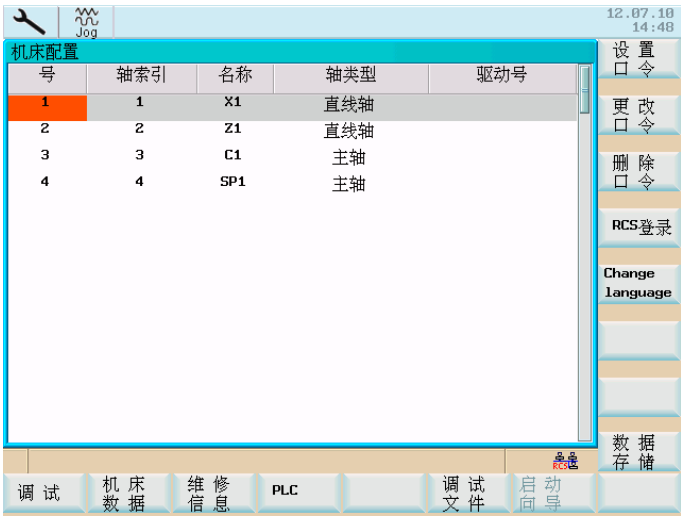 12.07.10
14:48
Jog
机床配置
号 轴索引 名称 轴类型 驱动号
1 1 X1 直线轴
2 2 Z1 直线轴
3 3 C1 主轴
4 4 SP1 主轴
设置
口令
更改
口令
删除
口令
RCS登录
Change
language
数据
存储
RCS
调试
机床
数据
维修
信息
PLC
调试
文件
启动
向导